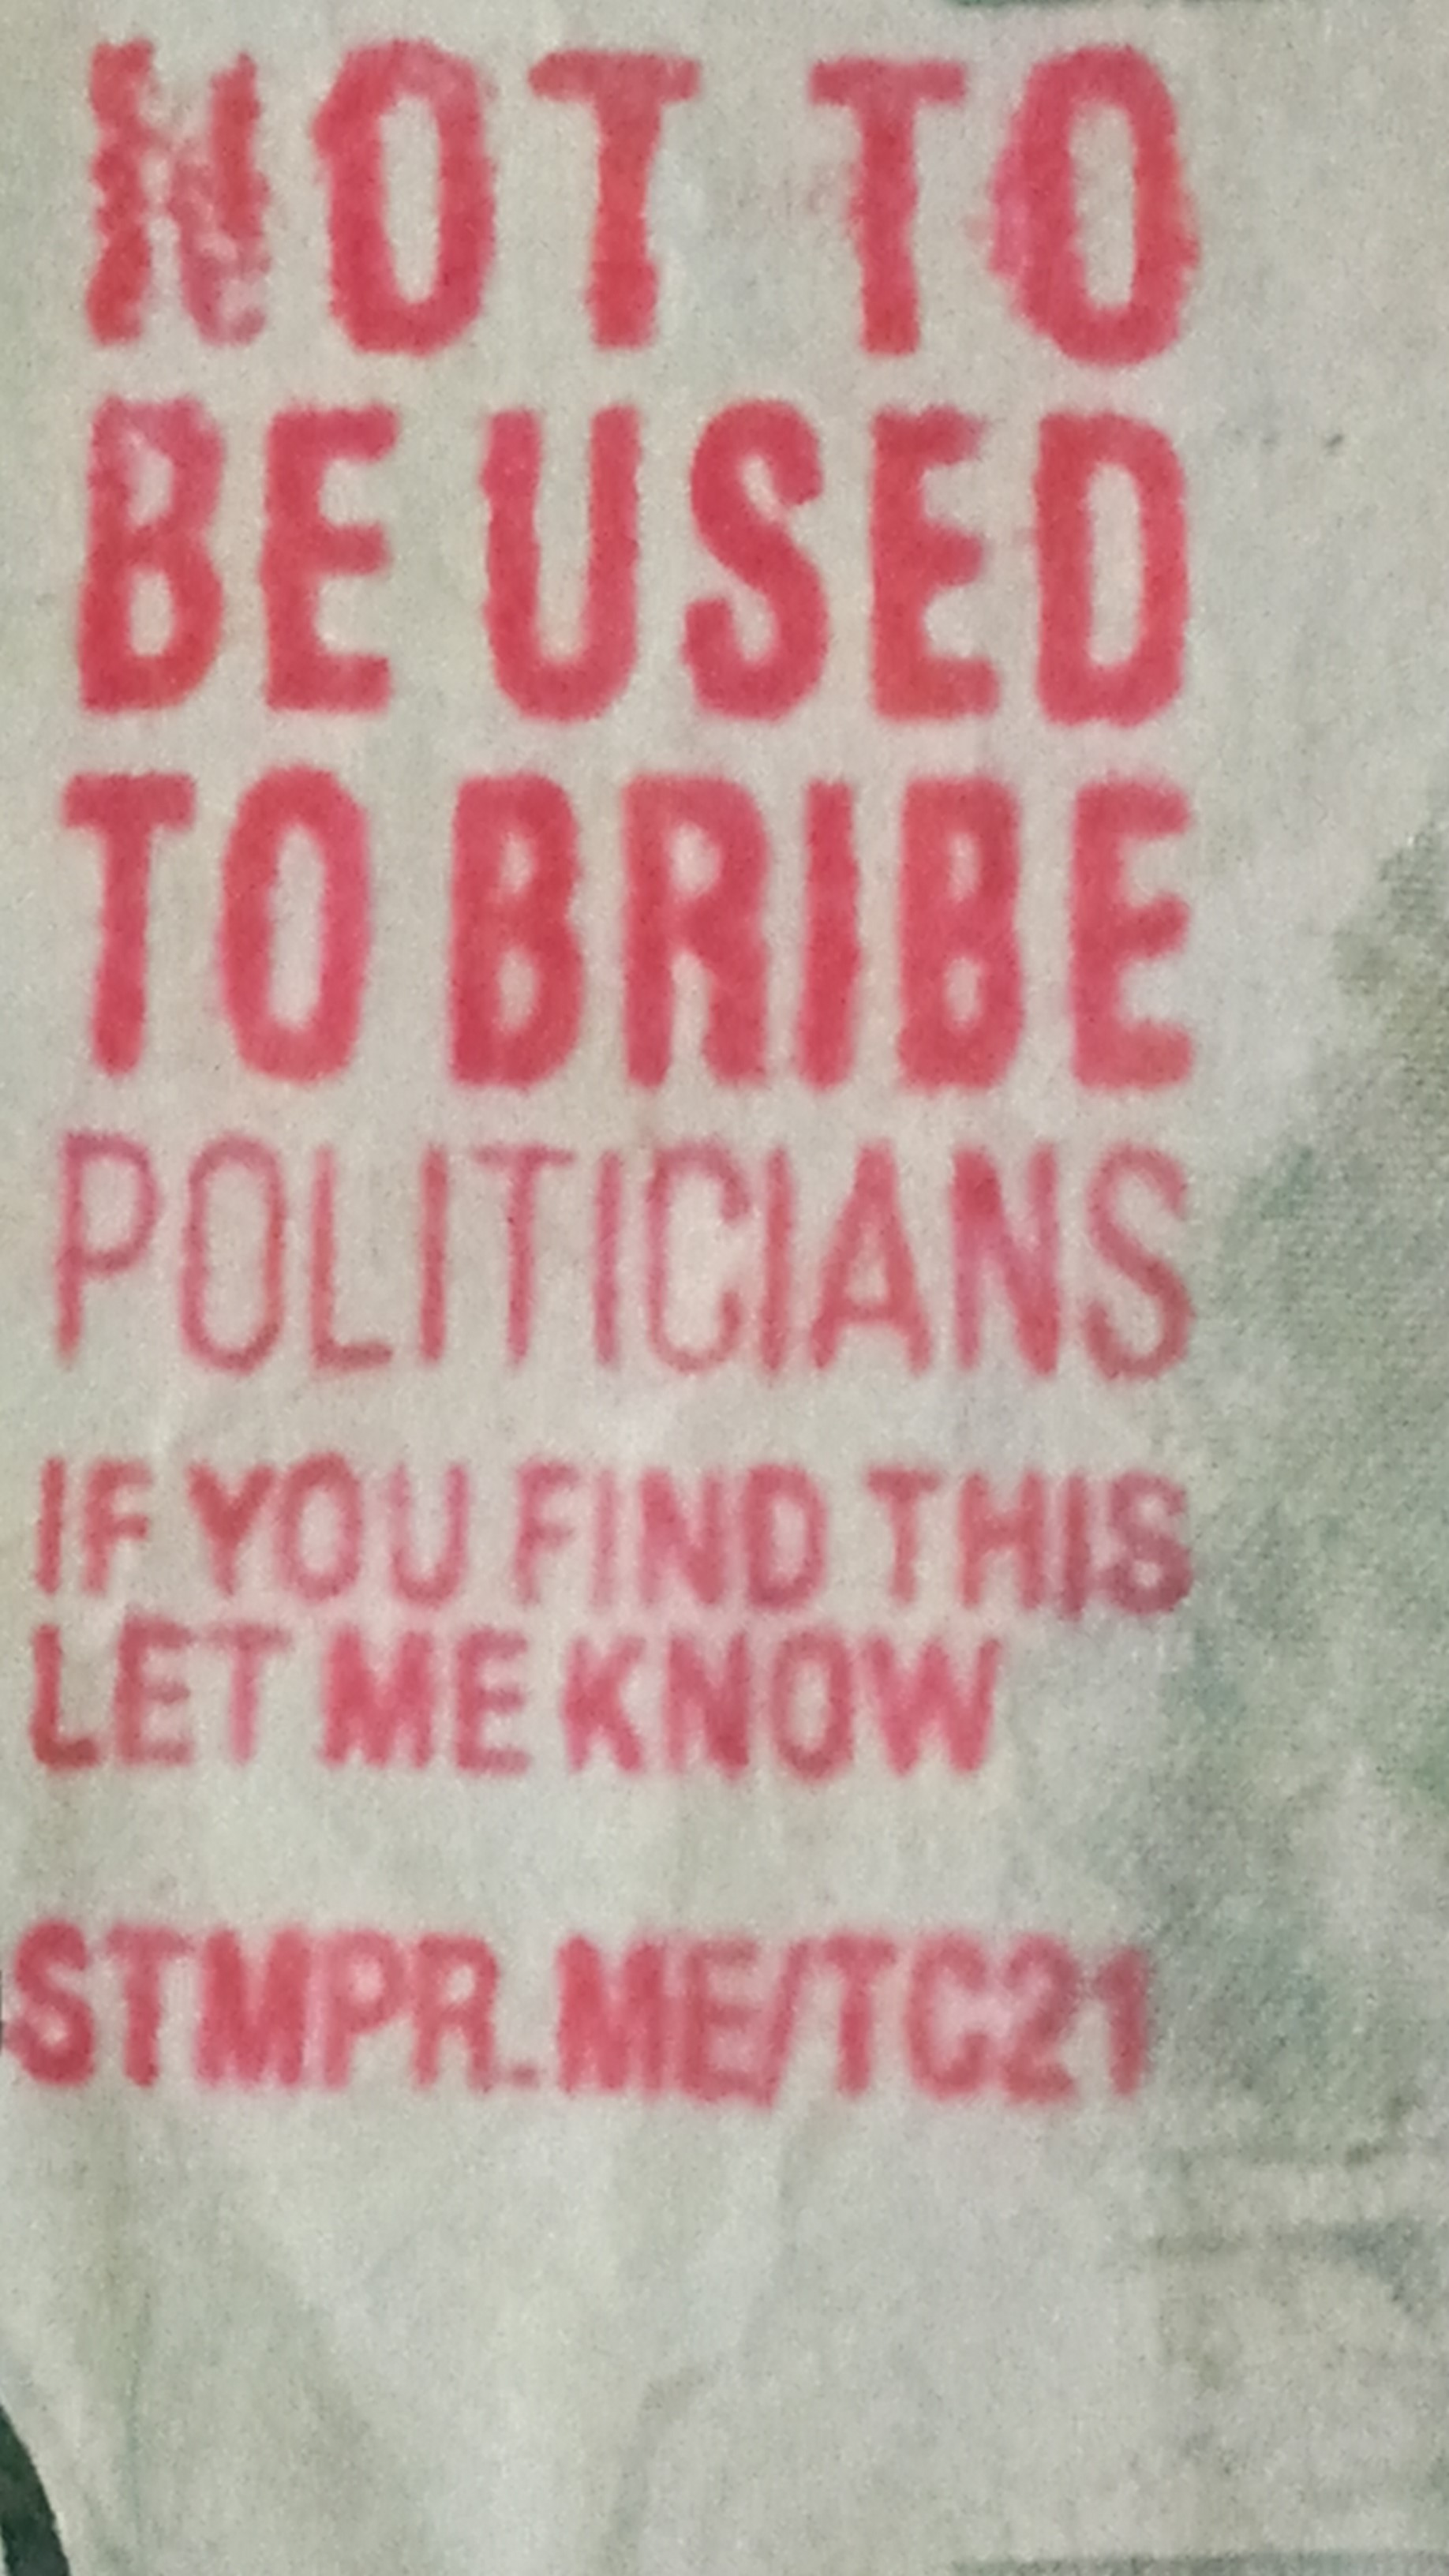 NOT TO
BE USED
TO BRIBE
POLITICIANS
IF YOU FIND THIS
LET ME KNOW
STMPR.ME/TC21